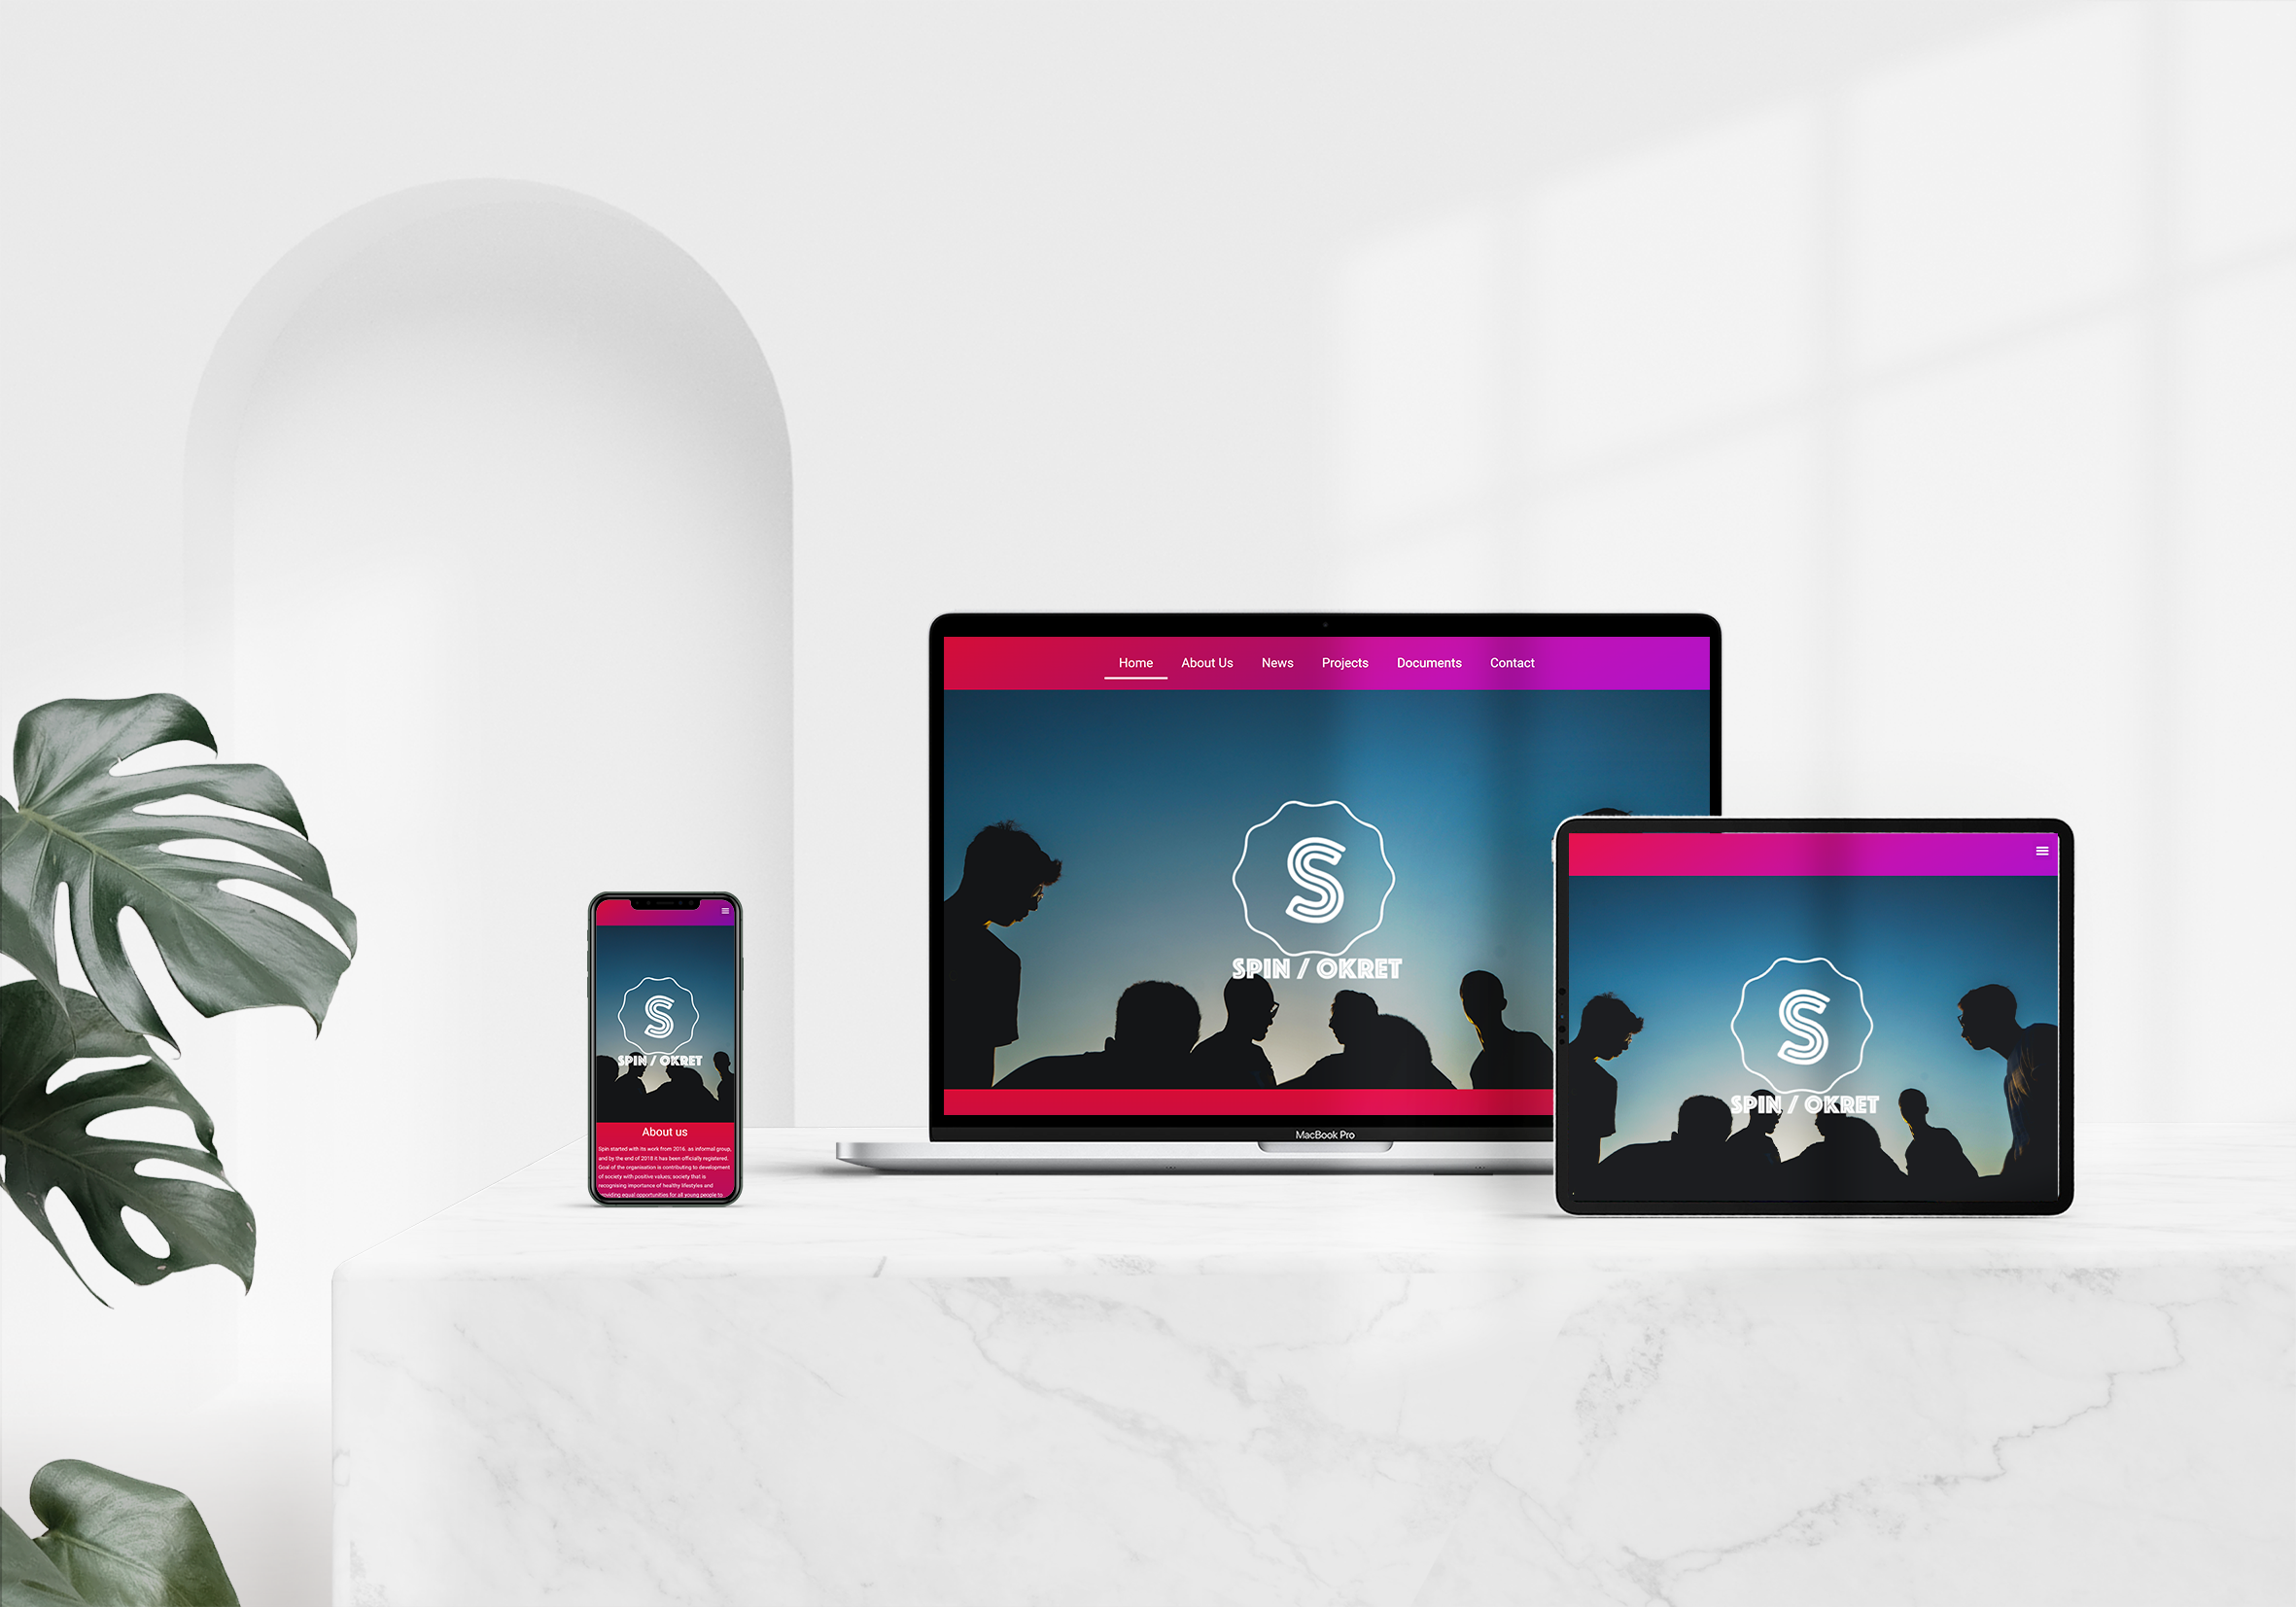 Home About Us News Projects Documents Contact
S
SPIN / OKRET
MacBook Pro
S
SPIN / OKRET
S
SPIN / OKRET
About us
Spin started with its work from 2016. as informal group,
and by the end of 2018 it has been officially registered.
Goal of the organisation is contributing to development
of society with positive values; society that is
recognising importance of healthy lifestyles and
providing equal opportunities for all young people to